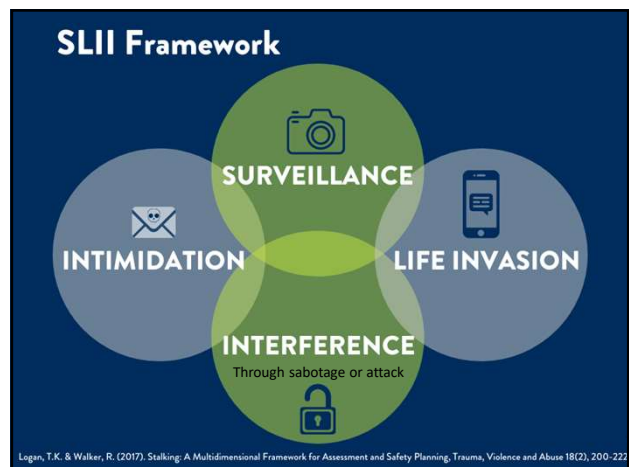 SLII Framework
SURVEILLANCE
INTIMIDATION
LIFE INVASION
INTERFERENCE
Through sabotage or attack
Logan, T.K. & Walker, R. (2017). Stalking: A Multidimensional Framework for Assessment and Safety Planning, Trauma, Violence and Abuse 18(2), 200-222